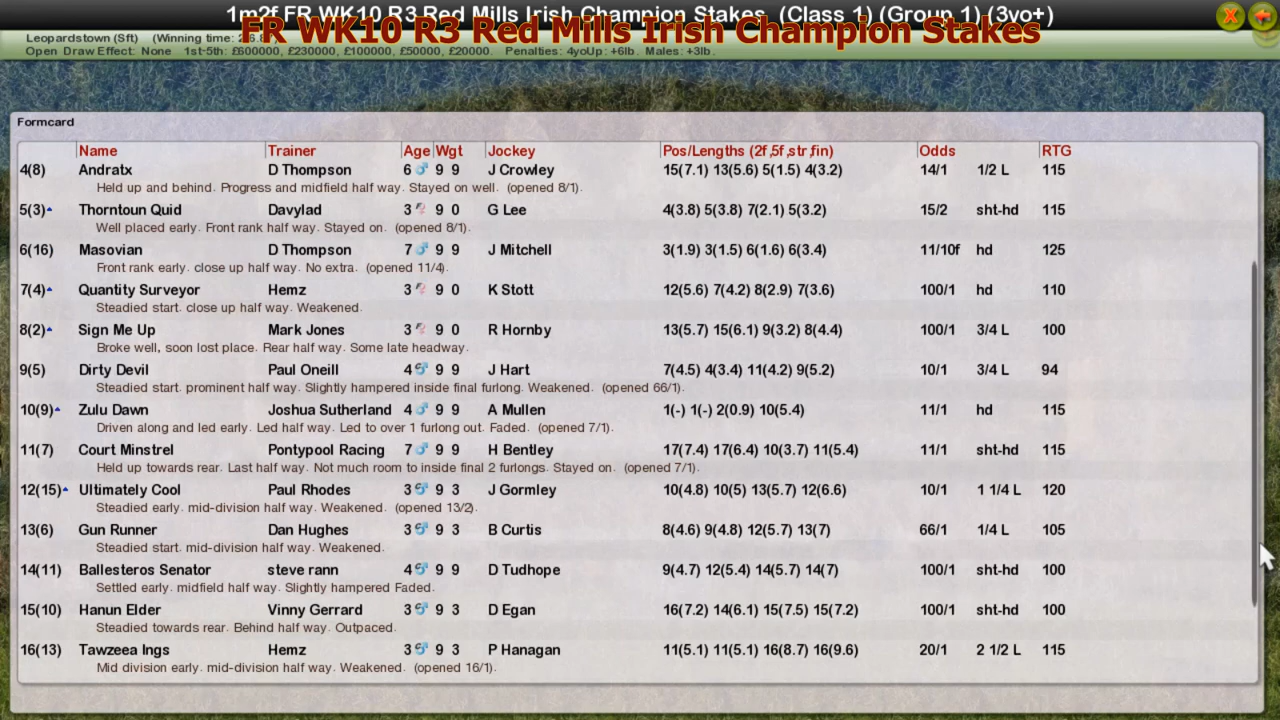 1m2f FR WK10 R3 Red Mills Irish Champion Stakes (Class 1) (Group 1) (3vo+)
FR WK10 R3 Red Mills Irish Champion Stakes
Leopardstown (Sft) (Winning time:
Open Draw Effect: None 1st-5th: £600000, £230000, £100000, £50000, £20000. Penalties: 4yoUp: +6lb. Males: +3lb.
Formcard
Name Trainer Age Wgt Jockey Pos/Lengths (2f,5f,str,fin) Odds RTG
4(8) Andratx D Thompson 6 9 9 J Crowley 15(7.1) 13(5.6) 5(1.5) 4(3.2) 14/1 1/2 L 115
Held up and behind. Progress and midfield half way. Stayed on well. (opened 8/1).
5(3) Thorntoun Quid Davylad 3 9 0 G Lee 4(3.8) 5(3.8) 7(2.1) 5(3.2) 15/2 sht-hd 115
Well placed early. Front rank half way. Stayed on. (opened 8/1).
6(16) Masovian D Thompson 7 9 9 J Mitchell 3(1.9) 3(1.5) 6(1.6) 6(3.4) 11/10f hd 125
Front rank early. close up half way. No extra. (opened 11/4).
7(4) Quantity Surveyor Hemz 3 9 0 K Stott 12(5.6) 7(4.2) 8(2.9) 7(3.6) 100/1 hd 110
Steadied start. close up half way. Weakened.
8(2) Sign Me Up Mark Jones 3 9 0 R Hornby 13(5.7) 15(6.1) 9(3.2) 8(4.4) 100/1 3/4 L 100
Broke well, soon lost place. Rear half way. Some late headway.
9(5) Dirty Devil Paul Oneill 4 9 9 J Hart 7(4.5) 4(3.4) 11(4.2) 9(5.2) 10/1 3/4 L 94
Steadied start. prominent half way. Slightly hampered inside final furlong. Weakened. (opened 66/1).
10(9) Zulu Dawn Joshua Sutherland 4 9 9 A Mullen 1(-) 1(-) 2(0.9) 10(5.4) 11/1 hd 115
Driven along and led early. Led half way. Led to over 1 furlong out. Faded. (opened 7/1).
11(7) Court Minstrel Pontypool Racing 7 9 9 H Bentley 17(7.4) 17(6.4) 10(3.7) 11(5.4) 11/1 sht-hd 115
Held up towards rear. Last half way. Not much room to inside final 2 furlongs. Stayed on. (opened 7/1).
12(15) Ultimately Cool Paul Rhodes 3 9 3 J Gormley 10(4.8) 10(5) 13(5.7) 12(6.6) 10/1 1 1/4 L 120
Steadied early. mid-division half way. Weakened. (opened 13/2).
13(6) Gun Runner Dan Hughes 3 9 3 B Curtis 8(4.6) 9(4.8) 12(5.7) 13(7) 66/1 1/4 L 105
Steadied start. mid-division half way. Weakened.
14(11) Ballesteros Senator steve rann 4 9 9 D Tudhope 9(4.7) 12(5.4) 14(5.7) 14(7) 100/1 sht-hd 100
Settled early. midfield half way. Slightly hampered Faded.
15(10) Hanun Elder Vinny Gerrard 3 9 3 D Egan 16(7.2) 14(6.1) 15(7.5) 15(7.2) 100/1 sht-hd 100
Steadied towards rear. Behind half way. Outpaced.
16(13) Tawzeea Ings Hemz 3 9 3 P Hanagan 11(5.1) 11(5.1) 16(8.7) 16(9.6) 20/1 2 1/2 L 115
Mid division early. mid-division half way. Weakened. (opened 16/1).